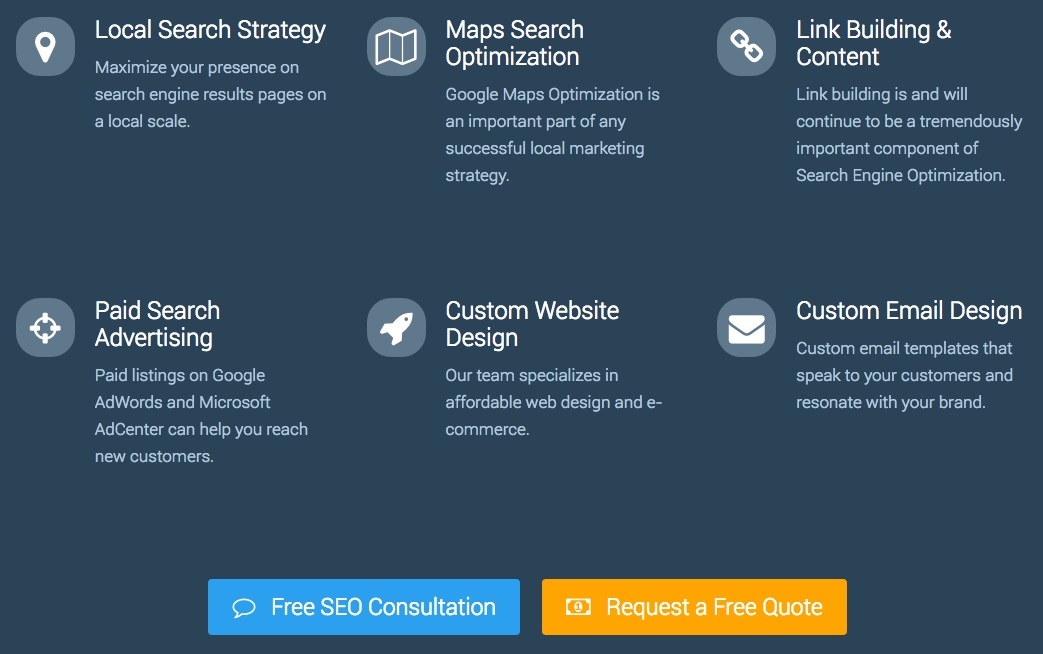 Local Search Strategy
Maximize your presence on
search engine results pages on
a local scale.
Maps Search
Optimization
Google Maps Optimization is
an important part of any
successful local marketing
strategy.
Link Building &
Content
Link building is and will
continue to be a tremendously
important component of
Search Engine Optimization.
Paid Search
Advertising
Paid listings on Google
AdWords and Microsoft
AdCenter can help you reach
new customers.
Custom Website
Design
Our team specializes in
affordable web design and e-
commerce.
Custom Email Design
Custom email templates that
speak to your customers and
resonate with your brand.
Free SEO Consultation
Request a Free Quote